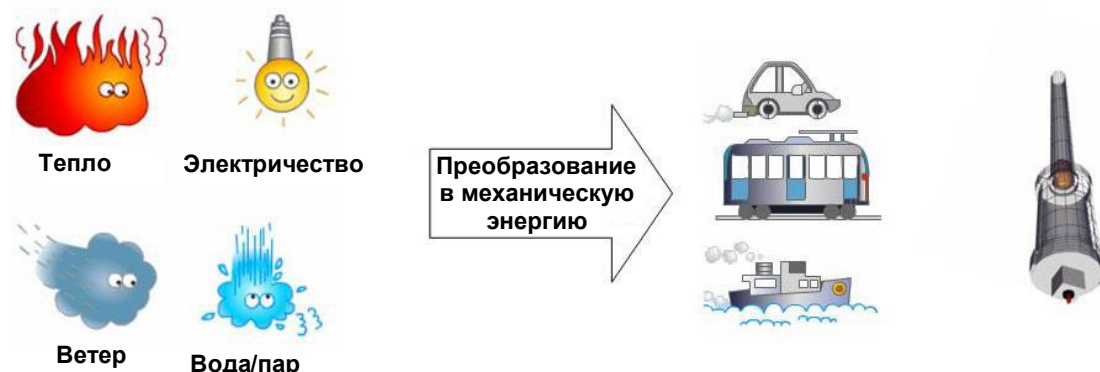 Тепло
Электричество
Преобразование
в механическую
энергию
Ветер
Вода/пар